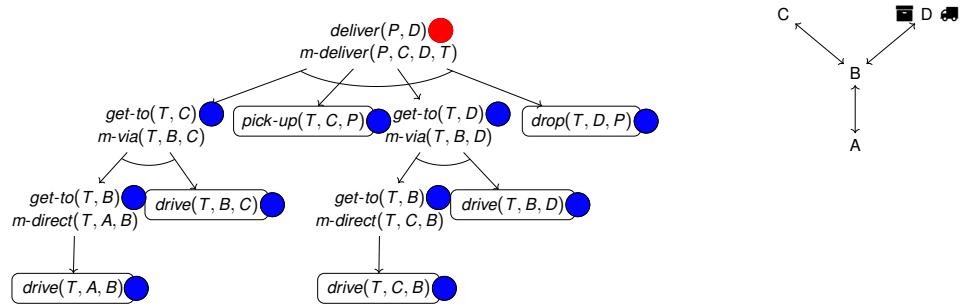 deliver(P, D)
m-deliver(P, C, D, T)
get-to(T, C)
m-via(T, B, C)
pick-up(T, C, P)
get-to(T, D)
m-via(T, B, D)
drop(T, D, P)
get-to(T, B)
m-direct(T, A, B)
drive(T, B, C)
get-to(T, B)
m-direct(T, C, B)
drive(T, B, D)
drive(T, A, B)
drive(T, C, B)
C
D
B
A